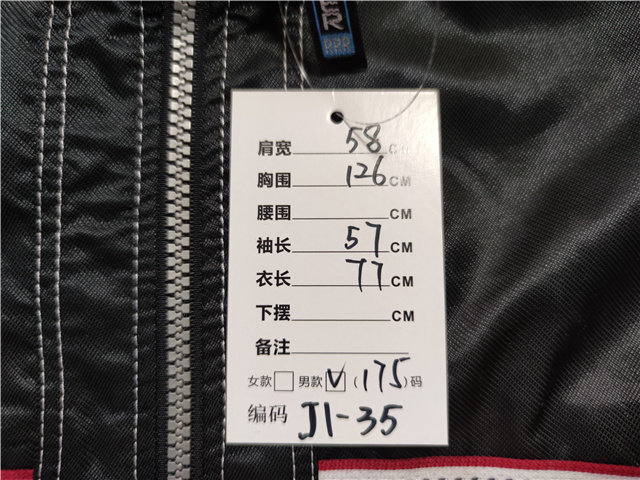 肩宽 58 CM
胸围 126 CM
腰围 CM
袖长 57 CM
衣长 77 CM
下摆 CM
备注
女款 男款 V (175)码
编码 J1-35